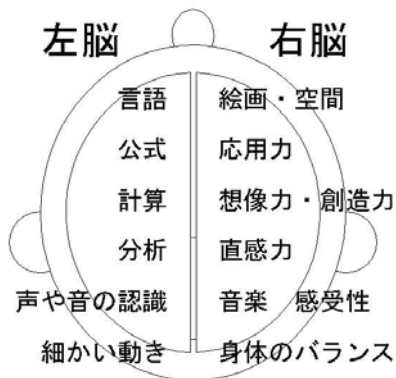 左脳 右脳
言語 絵画・空間
公式 応用力
計算 想像力・創造力
分析 直感力
声や音の認識 音楽 感受性
細かい動き 身体のバランス